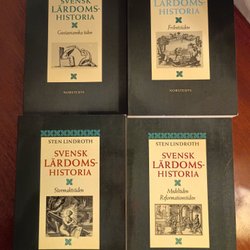 SVENSK
LÄRDOMS-
HISTORIA
Gustavianska tiden
NORSTEDTS
LÄRDOMS-
HISTORIA
Frihetstiden
NORSTEDTS
STEN LINDROTH
SVENSK
LÄRDOMS-
HISTORIA
Stormaktstiden
STEN LINDROTH
SVENSK
LÄRDOMS-
HISTORIA
Medeltiden
Reformationstiden